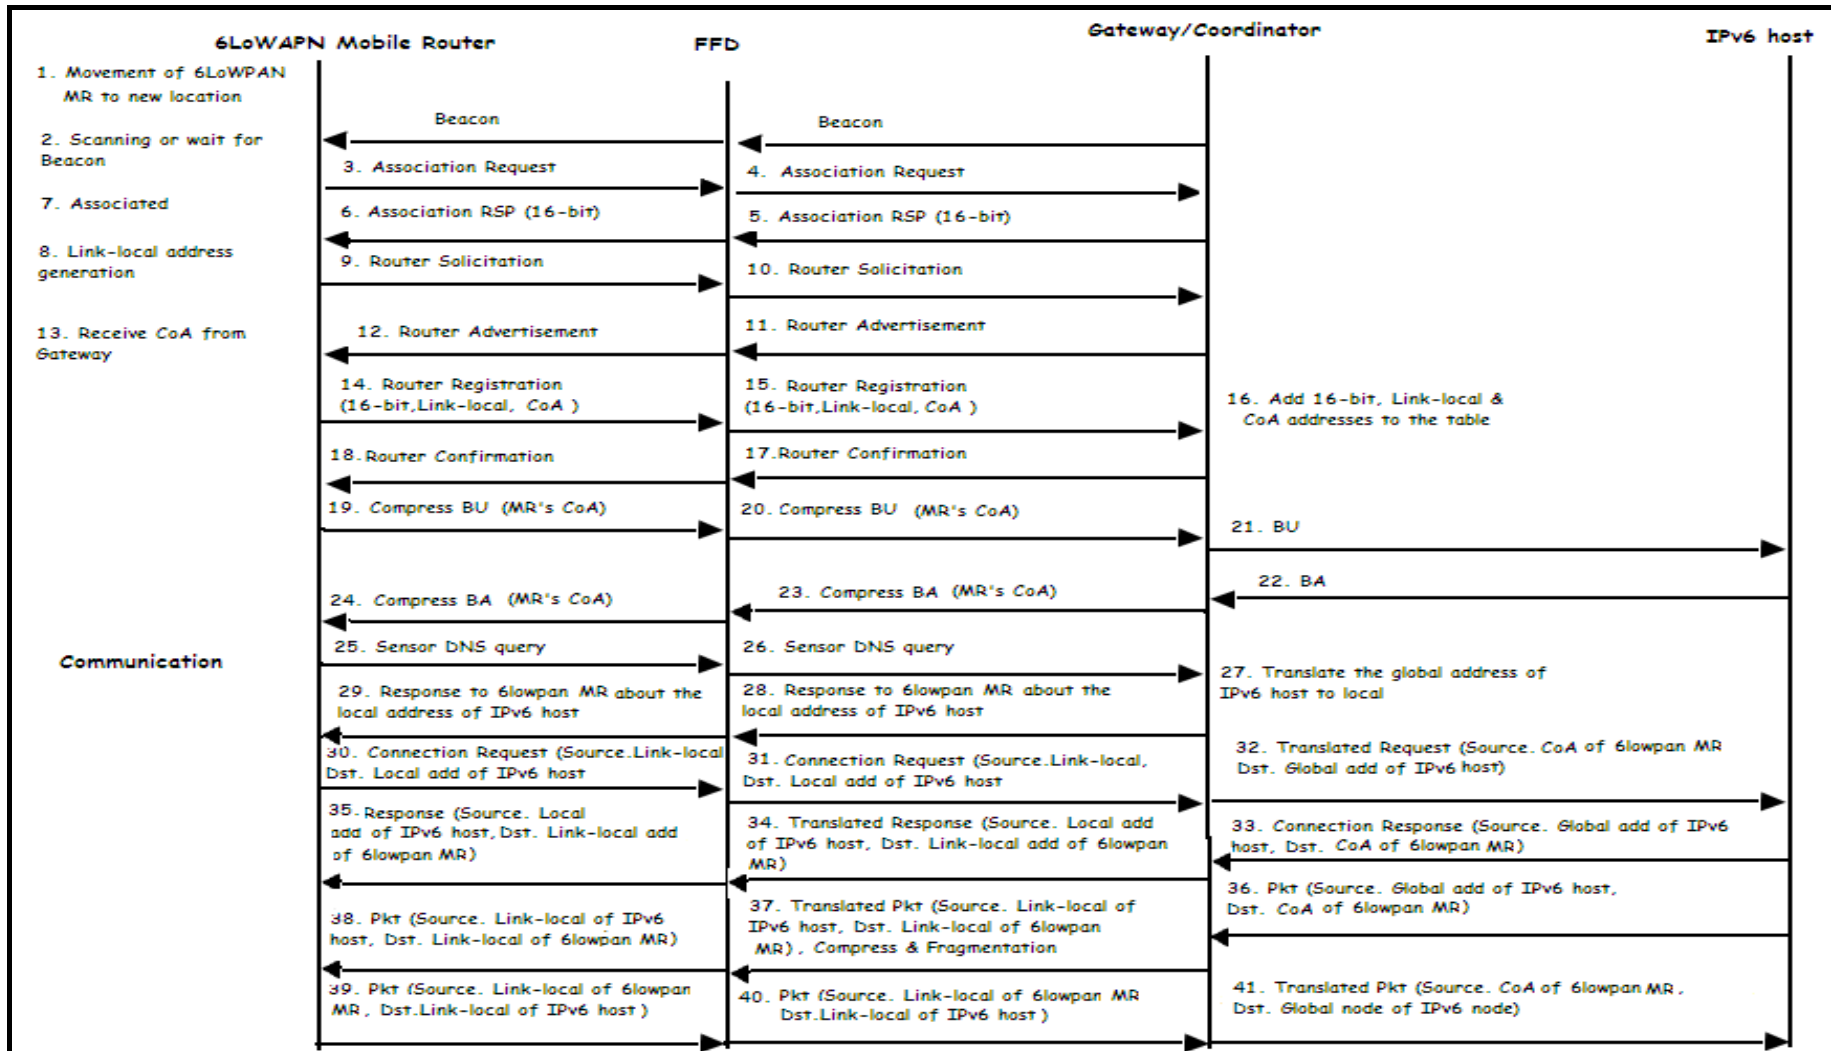 6LoWAPN Mobile Router
FFD
Gateway/Coordinator
IPv6 host
1. Movement of 6LoWPAN
MR to new location
Beacon
Beacon
2. Scanning or wait for
Beacon
3. Association Request
4. Association Request
7. Associated
6. Association RSP (16-bit)
5. Association RSP (16-bit)
8. Link-local address
generation
9. Router Solicitation
10. Router Solicitation
13. Receive CoA from
Gateway
12. Router Advertisement
11. Router Advertisement
14. Router Registration
(16-bit,Link-local, CoA )
15. Router Registration
(16-bit,Link-local, CoA )
16. Add 16-bit, Link-local &
CoA addresses to the table
18.Router Confirmation
17.Router Confirmation
19. Compress BU (MR's CoA)
20. Compress BU (MR's CoA)
21. BU
22. BA
23. Compress BA (MR's CoA)
24. Compress BA (MR's CoA)
25. Sensor DNS query
26. Sensor DNS query
Communication
27. Translate the global address of
IPv6 host to local
29. Response to 6lowpan MR about the
local address of IPv6 host
28. Response to 6lowpan MR about the
local address of IPv6 host
30. Connection Request (Source.Link-local
Dst. Local add of IPv6 host
31. Connection Request (Source.Link-local,
Dst. Local add of IPv6 host
32. Translated Request (Source. CoA of 6lowpan MR
Dst. Global add of IPv6 host)
35. Response (Source. Local
add of IPv6 host, Dst. Link-local add
of 6lowpan MR)
34. Translated Response (Source. Local add
of IPv6 host, Dst. Link-local add of 6lowpan
MR)
33. Connection Response (Source. Global add of IPv6
host, Dst. CoA of 6lowpan MR)
36. Pkt (Source. Global add of IPv6 host,
Dst. CoA of 6lowpan MR)
38. Pkt (Source. Link-local of IPv6
host, Dst. Link-local of 6lowpan MR)
37. Translated Pkt (Source. Link-local of
IPv6 host, Dst. Link-local of 6lowpan
MR) , Compress & Fragmentation
39. Pkt (Source. Link-local of 6lowpan
MR , Dst.Link-local of IPv6 host )
40. Pkt (Source. Link-local of 6lowpan MR
Dst.Link-local of IPv6 host )
41. Translated Pkt (Source. CoA of 6lowpan MR,
Dst. Global node of IPv6 node)